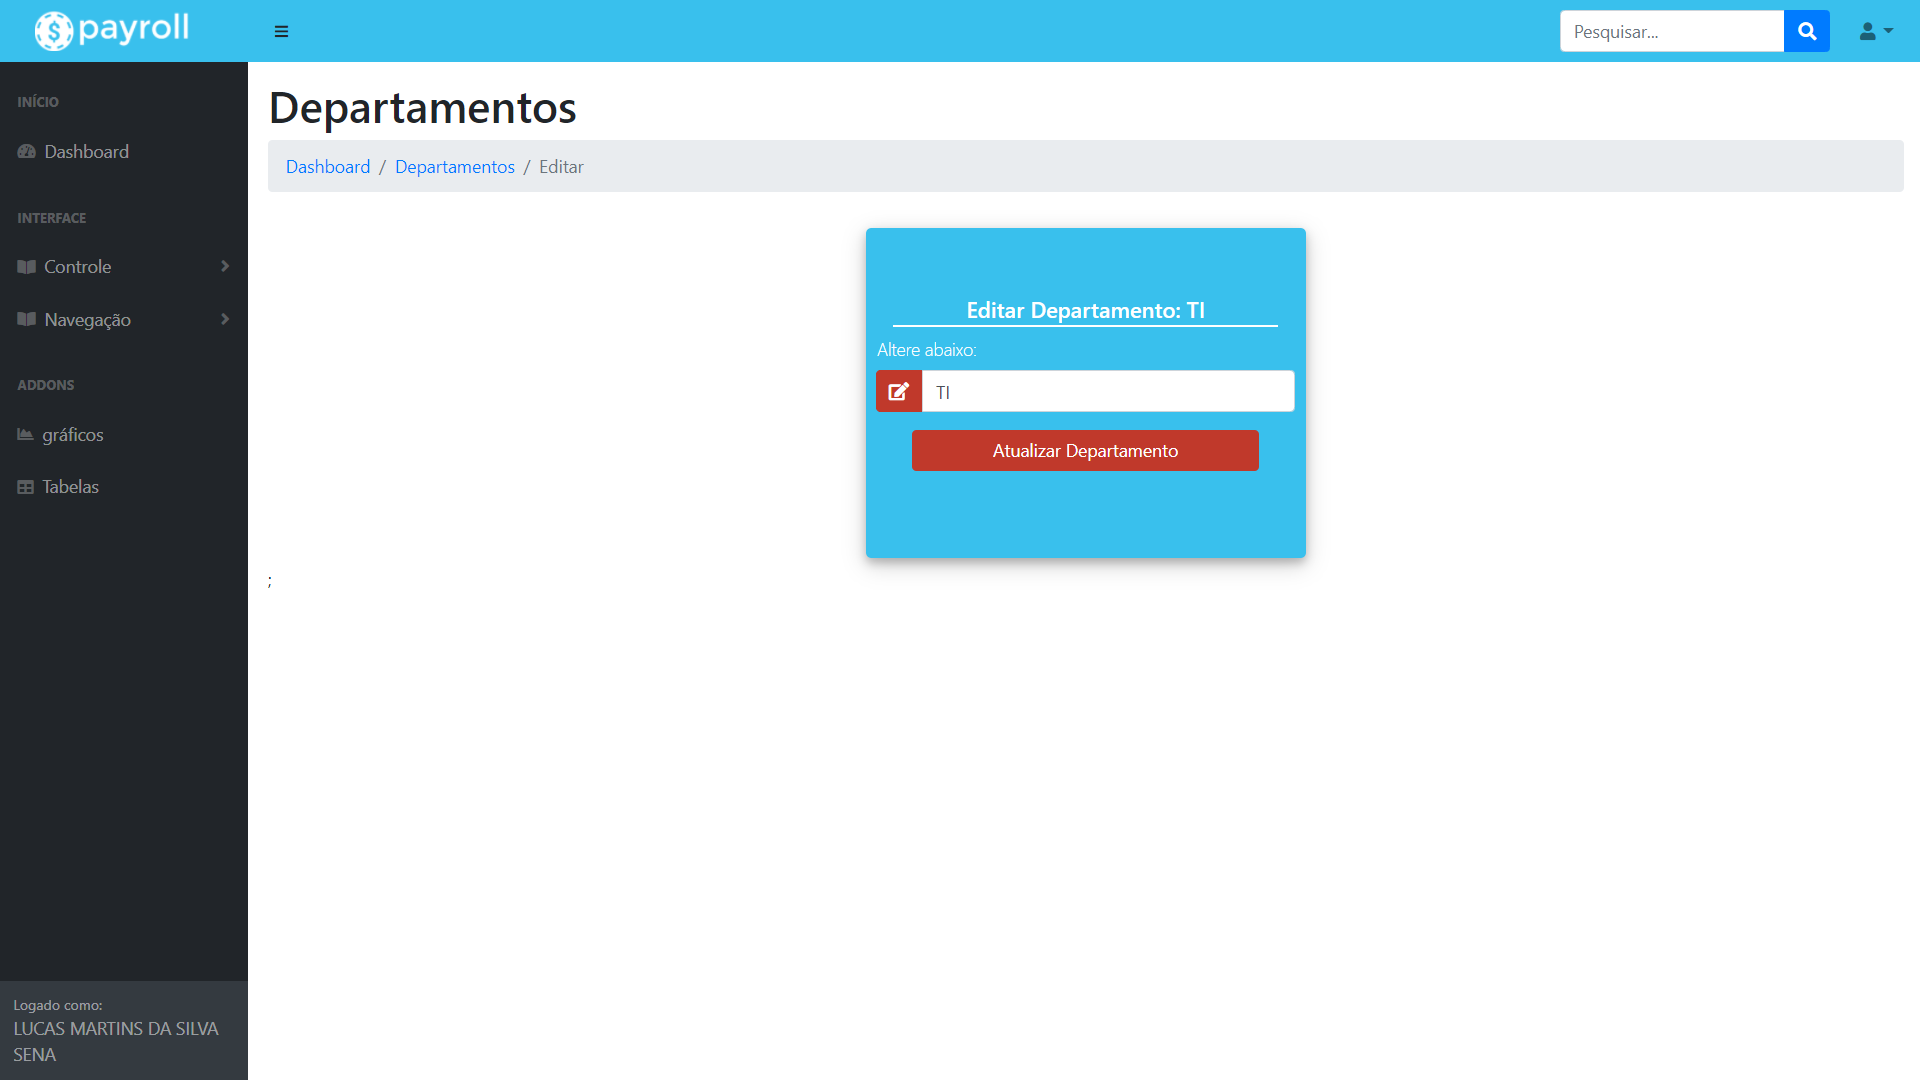 payroll
Pesquisar...
INÍCIO
Dashboard
INTERFACE
Controle
Navegação
ADDONS
gráficos
Tabelas
Logado como:
LUCAS MARTINS DA SILVA
SENA
Departamentos
Dashboard / Departamentos / Editar
Editar Departamento: TI
Altere abaixo:
TI
Atualizar Departamento
;